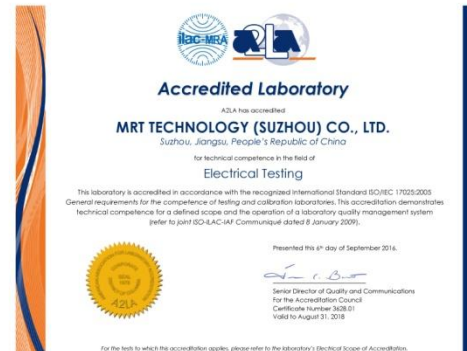 ilac-MRA
A2LA
Accredited Laboratory
A2LA has accredited
MRT TECHNOLOGY (SUZHOU) CO., LTD.
Suzhou, Jiangsu, People's Republic of China
for technical competence in the field of
Electrical Testing
This laboratory is accredited in accordance with the recognized International Standard ISO/IEC 17025:2005
General requirements for the competence of testing and calibration laboratories. This accreditation demonstrates
technical competence for a defined scope and the operation of a laboratory quality management system
(refer to joint ISO-ILAC-IAF Communiqué dated 8 January 2009).
Presented this 6th day of September 2016.
Senior Director of Quality and Communications
For the Accreditation Council
Certificate Number 3628.01
Valid to August 31, 2018
SEAL
1978
A2LA
For the tests to which this accreditation applies, please refer to the laboratory's Electrical Scope of Accreditation.